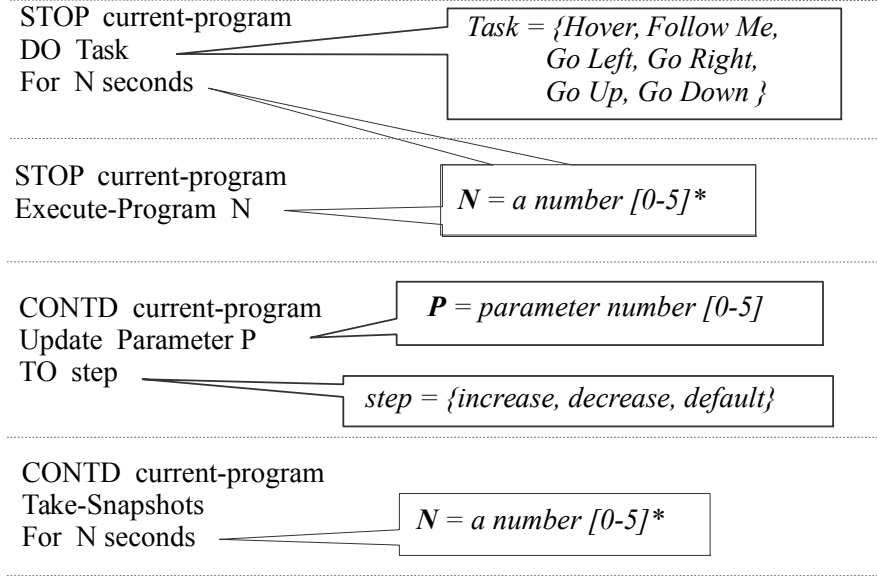 STOP current-program
DO Task
For N seconds
Task = {Hover, Follow Me,
Go Left, Go Right,
Go Up, Go Down }
STOP current-program
Execute-Program N
N = a number [0-5]*
CONTD current-program
Update Parameter P
TO step
P = parameter number [0-5]
step = {increase, decrease, default}
CONTD current-program
Take-Snapshots
For N seconds
N = a number [0-5]*